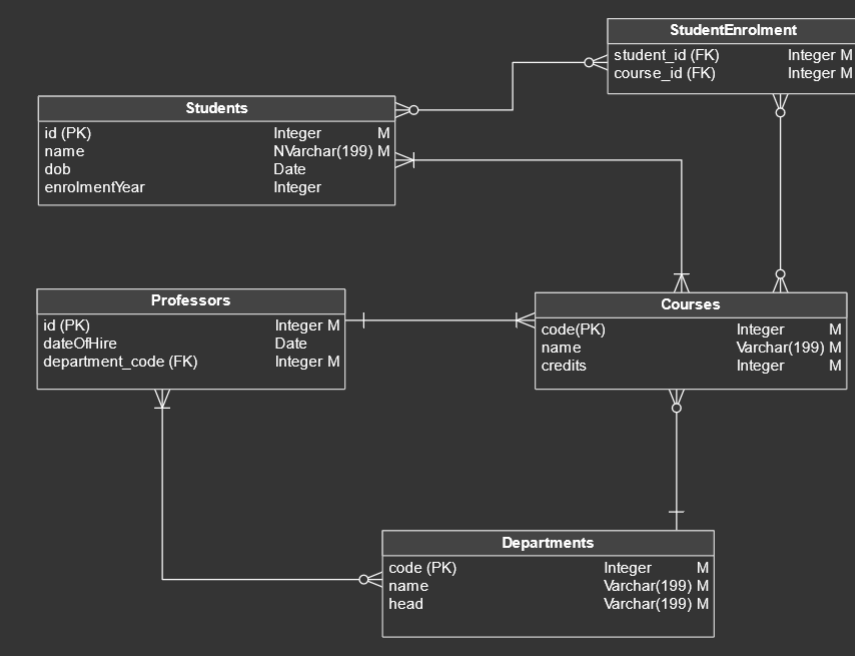 StudentEnrolment
student_id (FK) Integer M
course_id (FK) Integer M
Students
id (PK) Integer M
name NVarchar(199) M
dob Date
enrolmentYear Integer
Professors
id (PK) Integer M
dateOfHire Date
department_code (FK) Integer M
Courses
code(PK) Integer M
name Varchar(199) M
credits Integer M
Departments
code (PK) Integer M
name Varchar(199) M
head Varchar(199) M